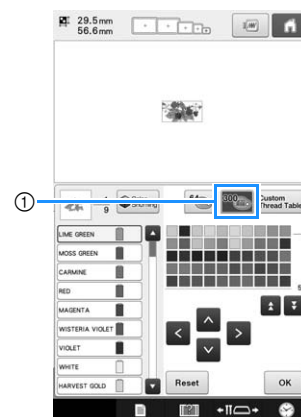 29.5mm
56.6mm
①
9
300
Custom
Thread Table
LIME GREEN
MOSS GREEN
CARMINE
RED
MAGENTA
WISTERIA VIOLET
VIOLET
WHITE
HARVEST GOLD
Reset
OK